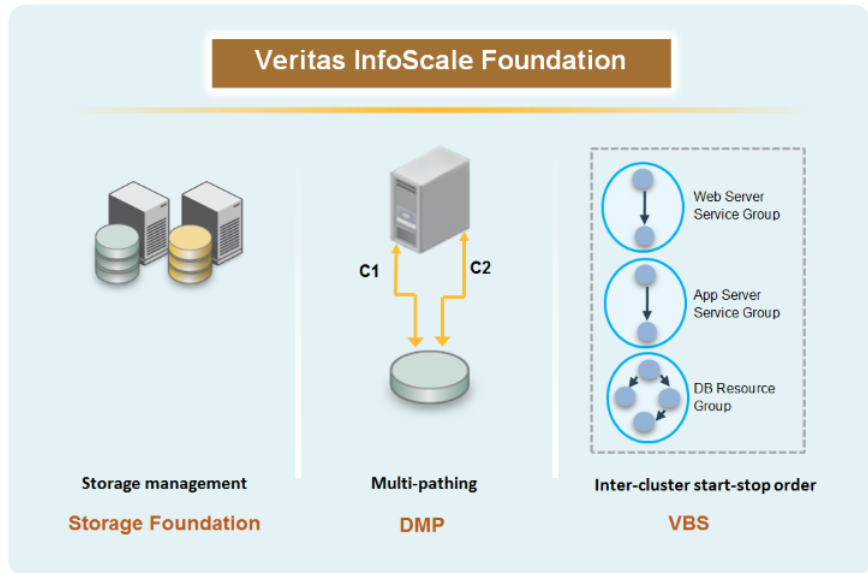 Veritas InfoScale Foundation
C1
C2
Web Server
Service Group
App Server
Service Group
DB Resource
Group
Storage management
Multi-pathing
Inter-cluster start-stop order
Storage Foundation
DMP
VBS